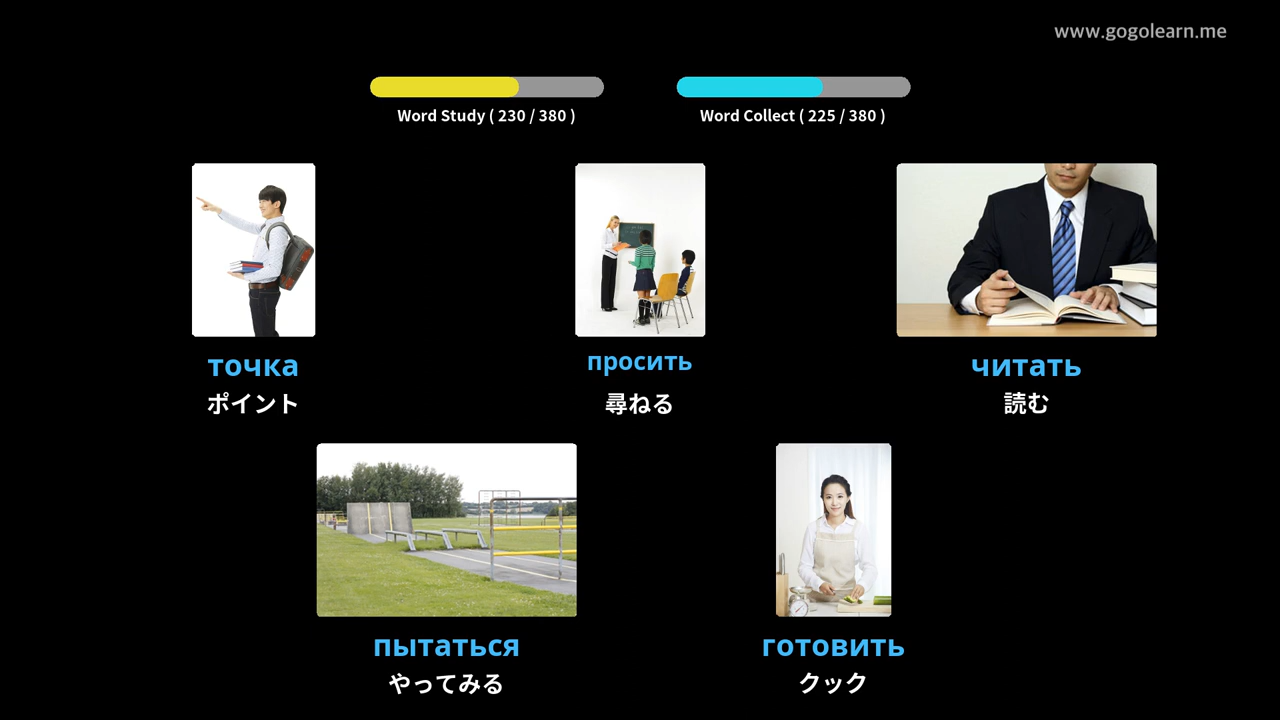 www.gogolearn.me
Word Study ( 230 / 380 )
Word Collect ( 225 / 380 )
точка
ポイント
просить
尋ねる
читать
読む
пытаться
やってみる
готовить
クック